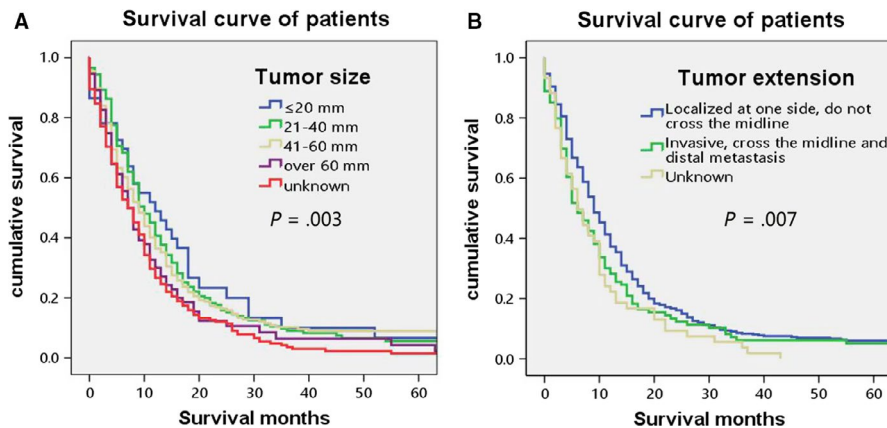 A
Survival curve of patients
cumulative survival
1.0
0.8
0.6
0.4
0.2
0.0
Tumor size
≤20 mm
21-40 mm
41-60 mm
over 60 mm
unknown
P = .003
0 10 20 30 40 50 60
Survival months
B
Survival curve of patients
cumulative survival
1.0
0.8
0.6
0.4
0.2
0.0
Tumor extension
Localized at one side, do not
cross the midline
Invasive, cross the midline and
distal metastasis
Unknown
P = .007
0 10 20 30 40 50 60
Survival months